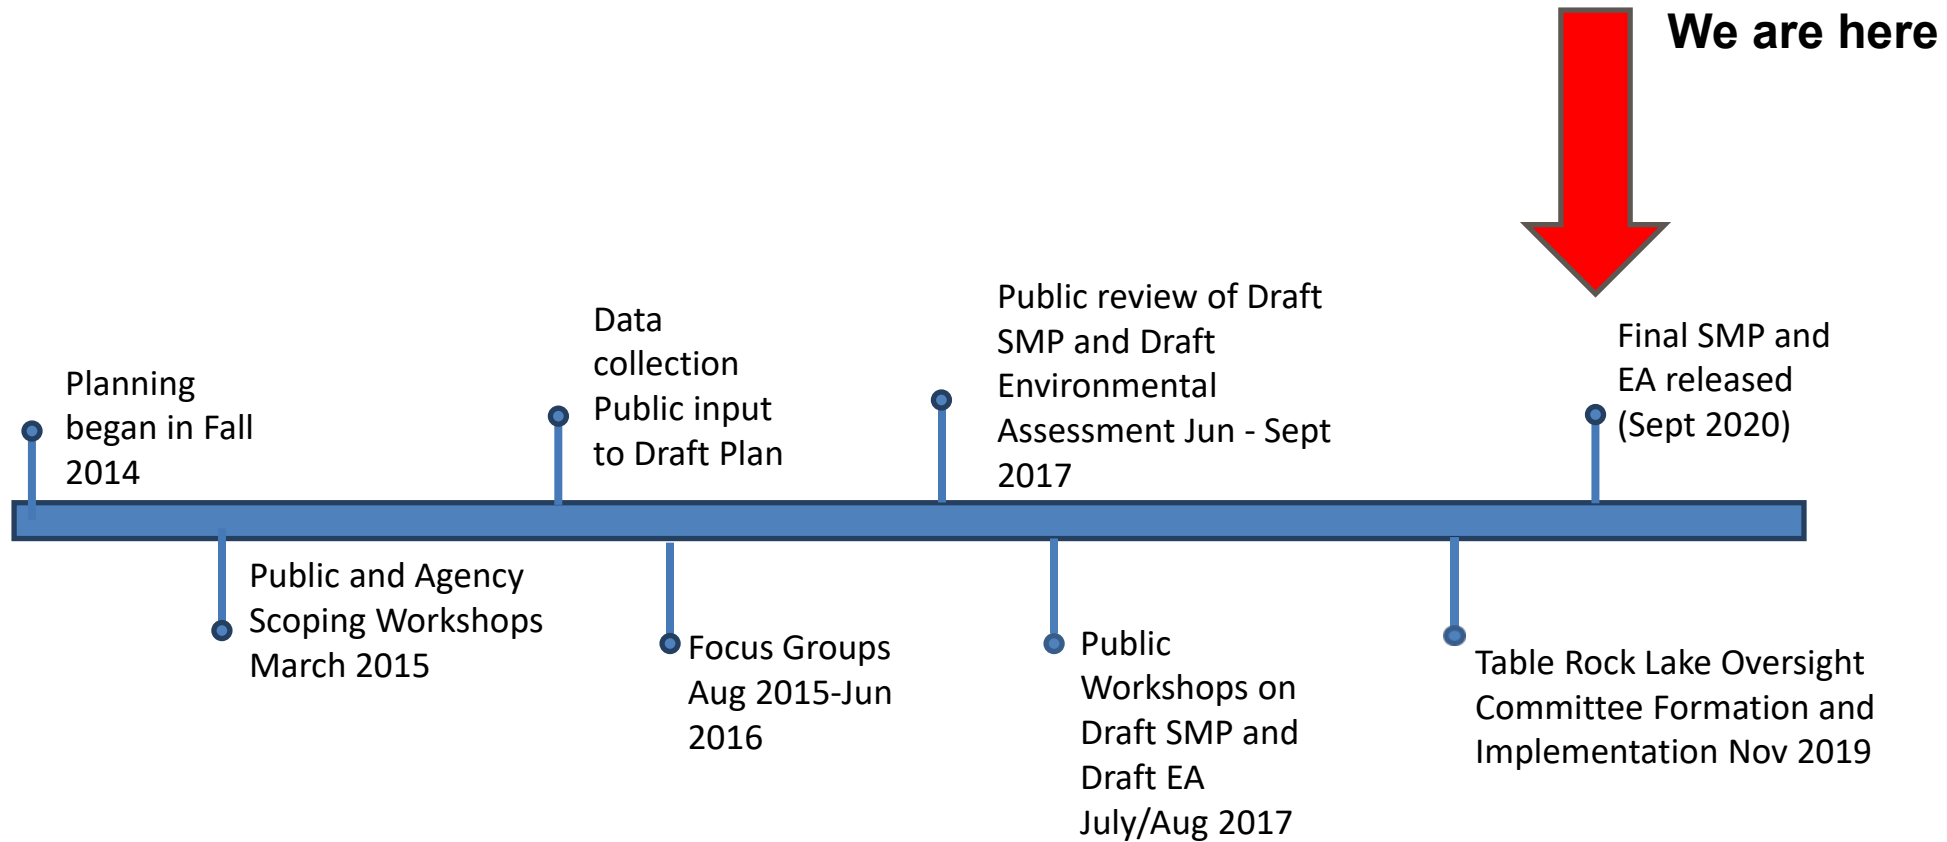 We are here
Planning
began in Fall
2014
Public and Agency
Scoping Workshops
March 2015
Data
collection
Public input
to Draft Plan
Focus Groups
Aug 2015-Jun
2016
Public review of Draft
SMP and Draft
Environmental
Assessment Jun - Sept
2017
Public
Workshops on
Draft SMP and
Draft EA
July/Aug 2017
Table Rock Lake Oversight
Committee Formation and
Implementation Nov 2019
Final SMP and
EA released
(Sept 2020)